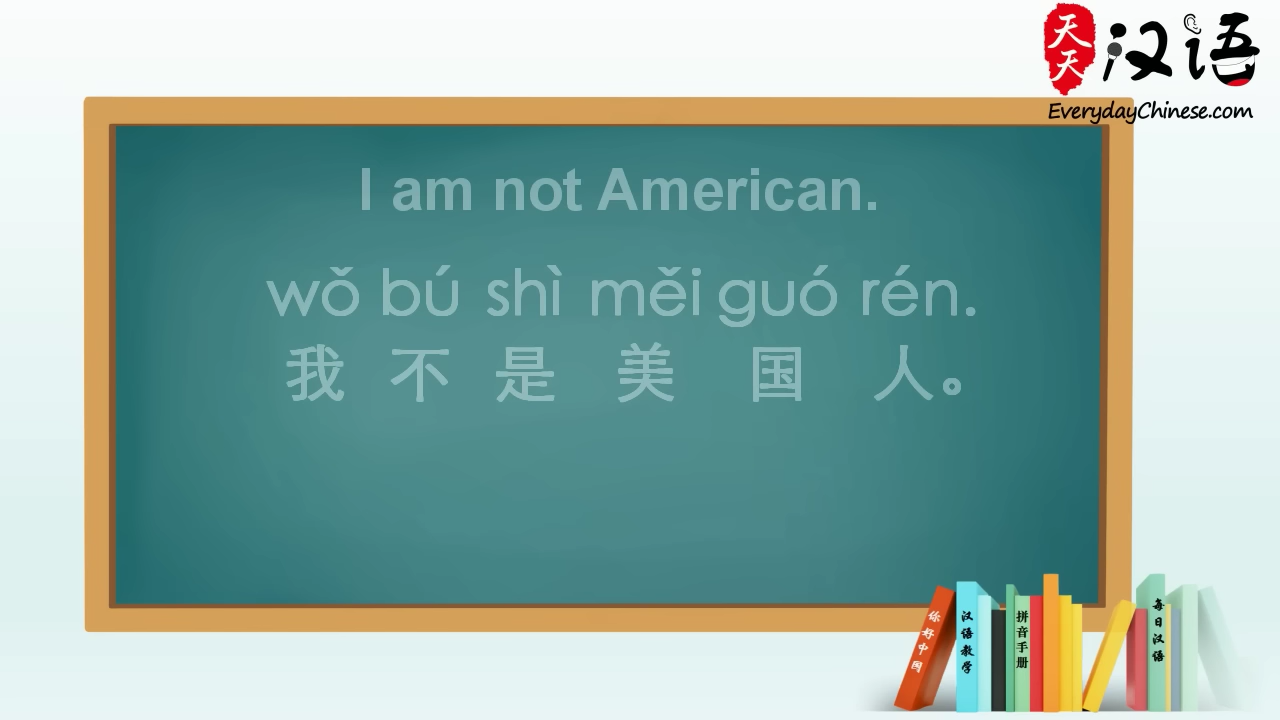 天天汉语
EverydayChinese.com
I am not American.
wǒ bú shì měi guó rén.
我 不 是 美 国 人。
你好中国
汉语教学
拼音手册
每日汉语